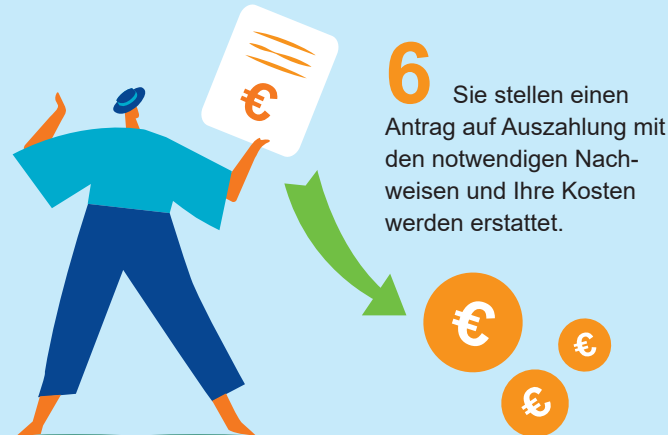 €
6 Sie stellen einen
Antrag auf Auszahlung mit
den notwendigen Nach-
weisen und Ihre Kosten
werden erstattet.
€
€
€